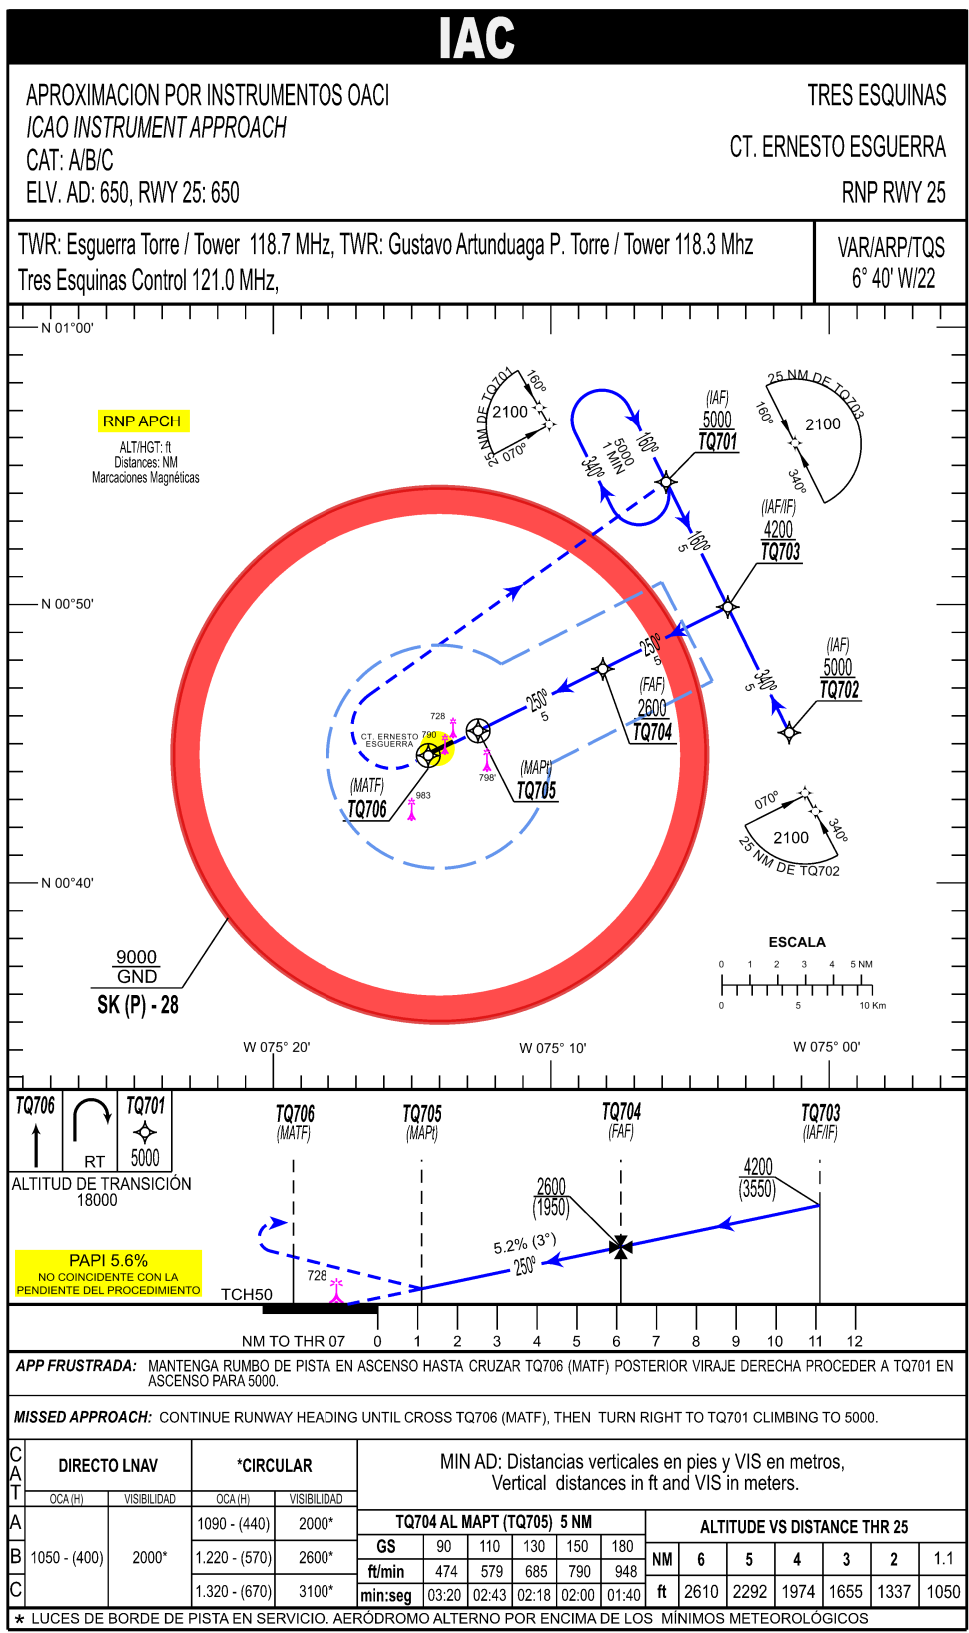 IAC
APROXIMACION POR INSTRUMENTOS OACI
ICAO INSTRUMENT APPROACH
CAT: A/B/C
ELV. AD: 650, RWY 25: 650
TRES ESQUINAS
CT. ERNESTO ESGUERRA
RNP RWY 25
TWR: Esguerra Torre / Tower 118.7 MHz, TWR: Gustavo Artunduaga P. Torre / Tower 118.3 Mhz
Tres Esquinas Control 121.0 MHz,
VAR/ARP/TQS
6° 40' W/22
N 01°00'
RNP APCH
ALT/HGT: ft
Distances: NM
Marcaciones Magnéticas
25 NM DE TQ701
160º
2100
070º
5000
1 MIN
160º
340º
(IAF)
5000
TQ701
25 NM DE TQ703
160º
2100
340º
160º
5
(IAF/IF)
4200
TQ703
N 00°50'
250º
5
(IAF)
5000
TQ702
340º
5
(FAF)
2600
TQ704
250º
5
728
790
CT. ERNESTO
ESGUERRA
798'
983
(MAPt)
TQ705
(MATF)
TQ706
070º
340º
2100
25 NM DE TQ702
N 00°40'
9000
GND
SK (P) - 28
ESCALA
0 1 2 3 4 5 NM
0 5 10 Km
W 075° 20'
W 075° 10'
W 075° 00'
TQ706
RT
TQ701
5000
ALTITUD DE TRANSICIÓN
18000
PAPI 5.6%
NO COINCIDENTE CON LA
PENDIENTE DEL PROCEDIMIENTO
TQ706
(MATF)
TQ705
(MAPt)
TQ704
(FAF)
TQ703
(IAF/IF)
2600
(1950)
4200
(3550)
5.2% (3°)
250º
728
TCH50
NM TO THR 07 0 1 2 3 4 5 6 7 8 9 10 11 12
APP FRUSTRADA: MANTENGA RUMBO DE PISTA EN ASCENSO HASTA CRUZAR TQ706 (MATF) POSTERIOR VIRAJE DERECHA PROCEDER A TQ701 EN
ASCENSO PARA 5000.
MISSED APPROACH: CONTINUE RUNWAY HEADING UNTIL CROSS TQ706 (MATF), THEN TURN RIGHT TO TQ701 CLIMBING TO 5000.
CAT
DIRECTO LNAV
*CIRCULAR
OCA (H) VISIBILIDAD OCA (H) VISIBILIDAD
A 1090 - (440) 2000*
B 1050 - (400) 2000* 1.220 - (570) 2600*
C 1.320 - (670) 3100*
MIN AD: Distancias verticales en pies y VIS en metros,
Vertical distances in ft and VIS in meters.
TQ704 AL MAPT (TQ705) 5 NM
GS 90 110 130 150 180
ft/min 474 579 685 790 948
min:seg 03:20 02:43 02:18 02:00 01:40
ALTITUDE VS DISTANCE THR 25
NM 6 5 4 3 2 1.1
ft 2610 2292 1974 1655 1337 1050
* LUCES DE BORDE DE PISTA EN SERVICIO. AERÓDROMO ALTERNO POR ENCIMA DE LOS MÍNIMOS METEOROLÓGICOS